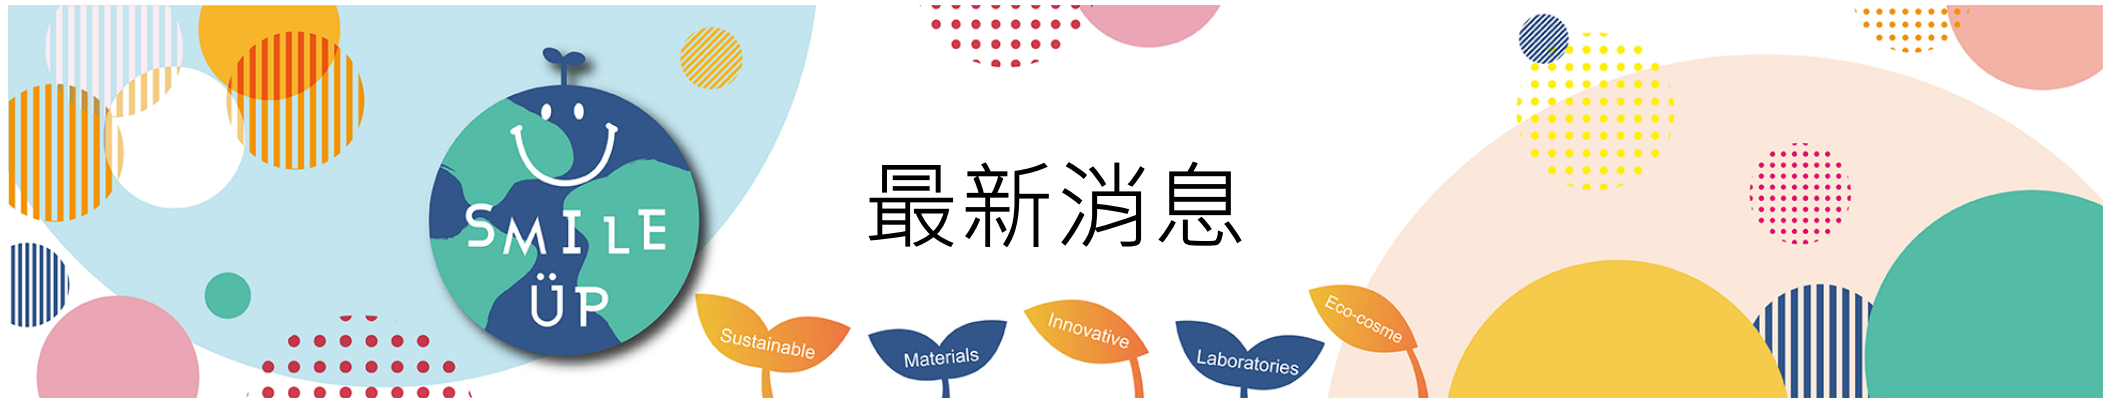 SMILE
ÜP
最新消息
Sustainable
Materials
Innovative
Laboratories
Eco-cosme